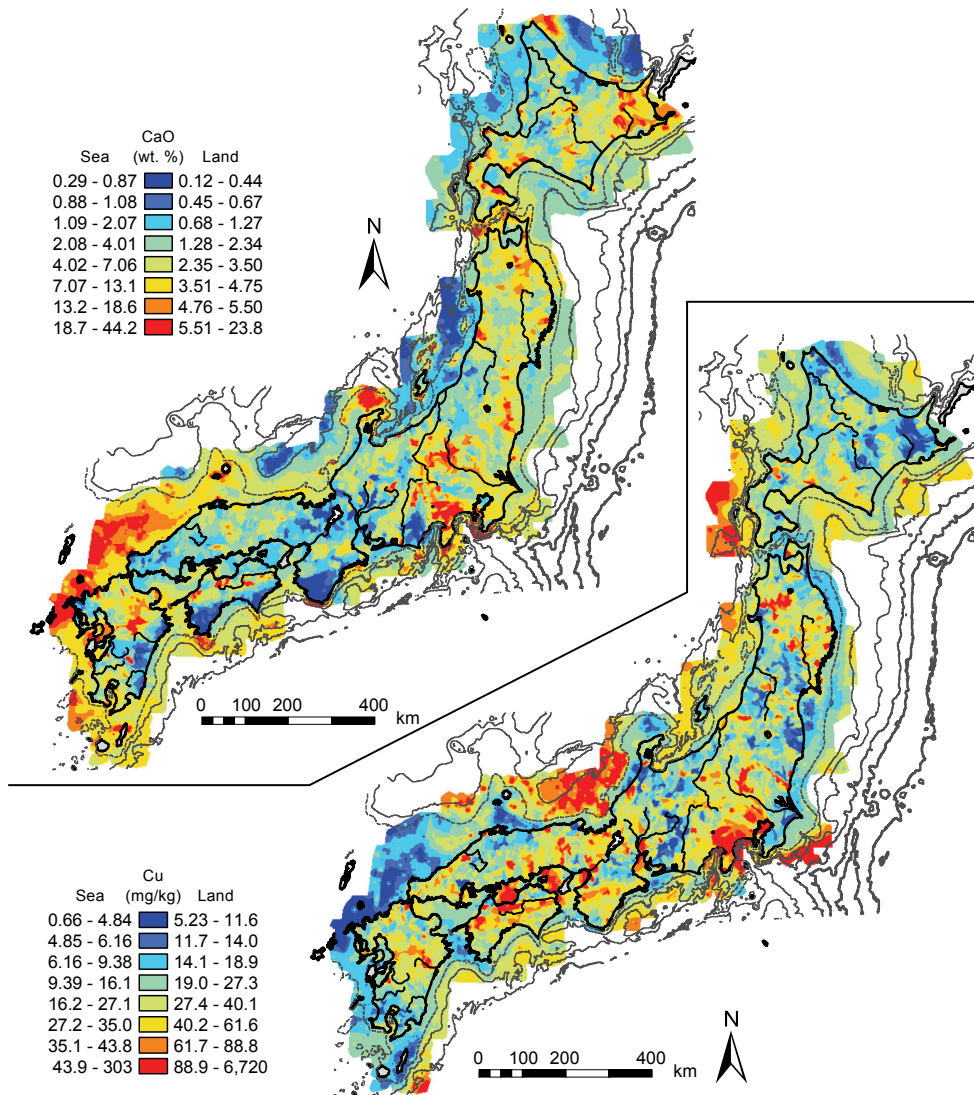 CaO
Sea (wt. %) Land
0.29 - 0.87 0.12 - 0.44
0.88 - 1.08 0.45 - 0.67
1.09 - 2.07 0.68 - 1.27
2.08 - 4.01 1.28 - 2.34
4.02 - 7.06 2.35 - 3.50
7.07 - 13.1 3.51 - 4.75
13.2 - 18.6 4.76 - 5.50
18.7 - 44.2 5.51 - 23.8
N
0 100 200 400
km
Cu
Sea (mg/kg) Land
0.66 - 4.84 5.23 - 11.6
4.85 - 6.16 11.7 - 14.0
6.16 - 9.38 14.1 - 18.9
9.39 - 16.1 19.0 - 27.3
16.2 - 27.1 27.4 - 40.1
27.2 - 35.0 40.2 - 61.6
35.1 - 43.8 61.7 - 88.8
43.9 - 303 88.9 - 6,720
N
0 100 200 400
km